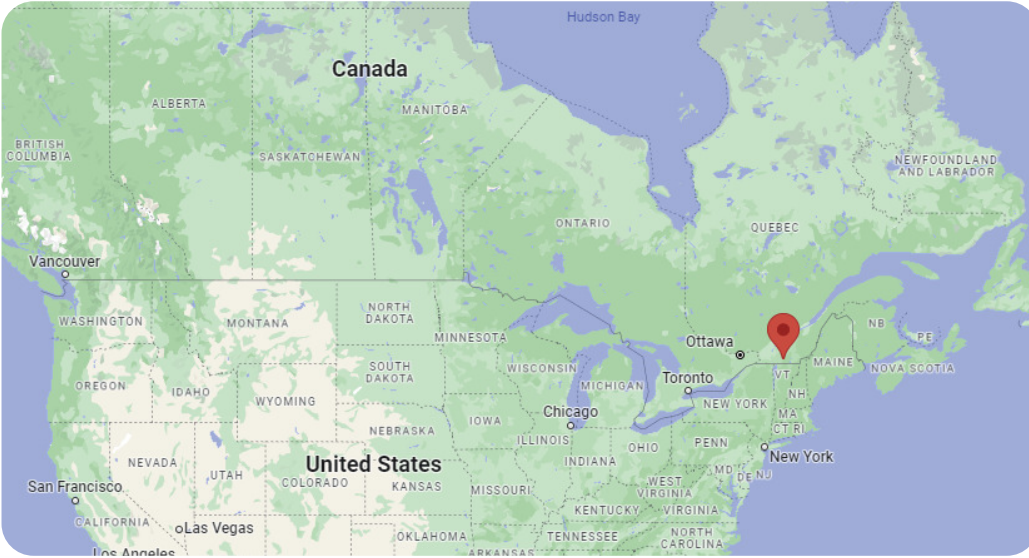 Hudson Bay
Canada
ALBERTA
MANITOBA
BRITISH
COLUMBIA
SASKATCHEWAN
NEWFOUNDLAND
AND LABRADOR
ONTARIO
QUEBEC
Vancouver
WASHINGTON
MONTANA
NORTH
DAKOTA
MINNESOTA
Ottawa
NB
PE
NOVA SCOTIA
MAINE
VT
OREGON
IDAHO
SOUTH
DAKOTA
WISCONSIN
MICHIGAN
Toronto
WYOMING
NH
NEW YORK
MA
CT RI
IOWA
Chicago
NEBRASKA
ILLINOIS
OHIO
PENN
New York
NEVADA
UTAH
United States
COLORADO
KANSAS
INDIANA
MD
DE
NJ
San Francisco
MISSOURI
WEST
VIRGINIA
KENTUCKY
VIRGINIA
CALIFORNIA
Las Vegas
OKLAHOMA
TENNESSEE
NORTH
CAROLINA
Los Angeles
ARKANSAS